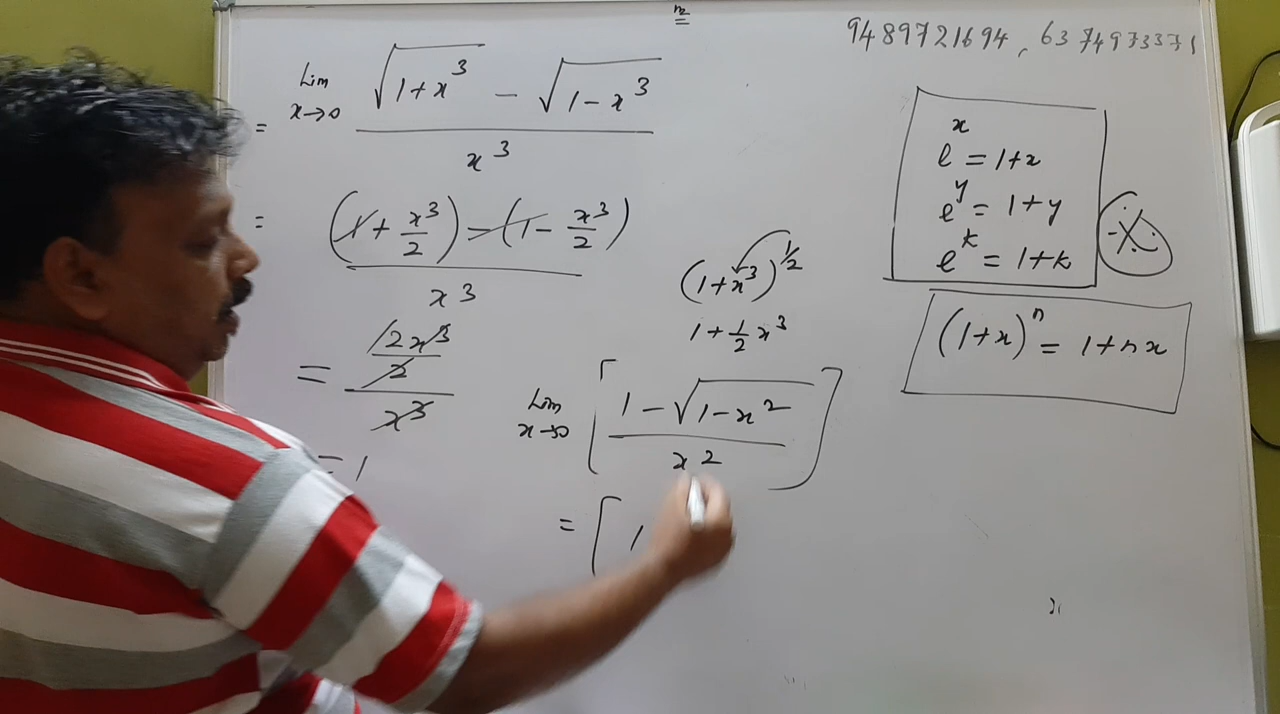 9489721694, 6374973371
Lim x→0
= √1+x³ − √1−x³ / x³
= (1+x³/2) − (1−x³/2) / x³
= 2x³/2 / x³
= 1
(1+x³)^1/2
1+1/2x³
Lim x→0 [1−√1−x² / x²]
= [1
e^x = 1+x
e^y = 1+y
e^k = 1+k
(1+x)^n = 1+nx